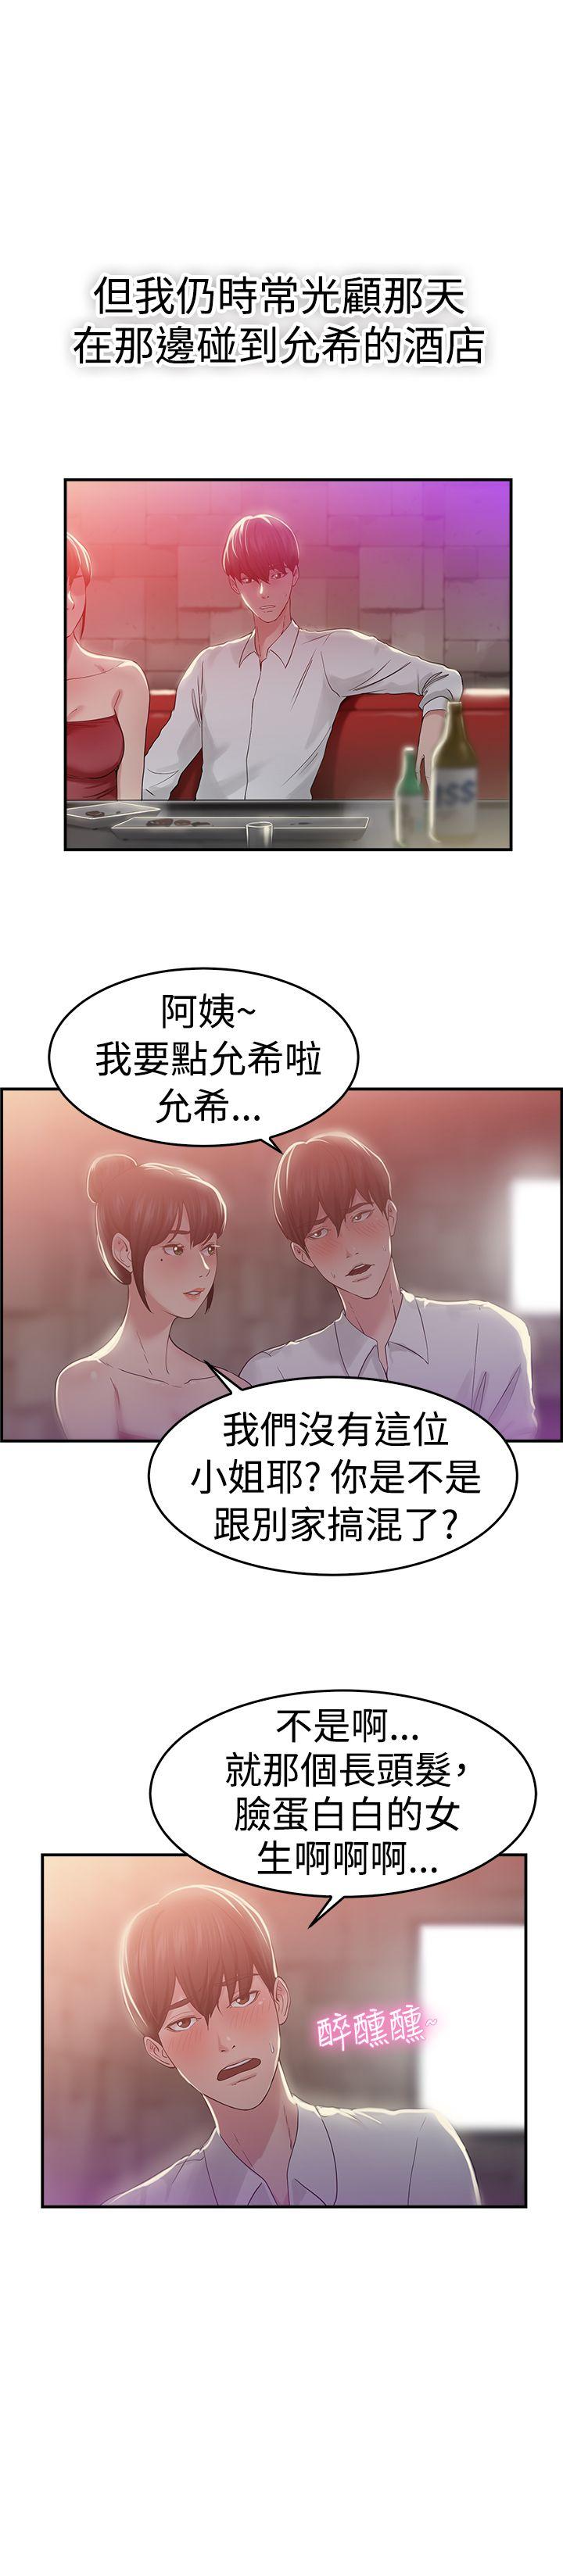 但我仍時常光顧那天
在那邊碰到允希的酒店
ISS
阿姨~
我要點允希啦
允希...
我們沒有這位
小姐耶?你是不是
跟別家搞混了?
不是啊...
就那個長頭髮,
臉蛋白白的女
生啊啊啊...
醉醺醺~